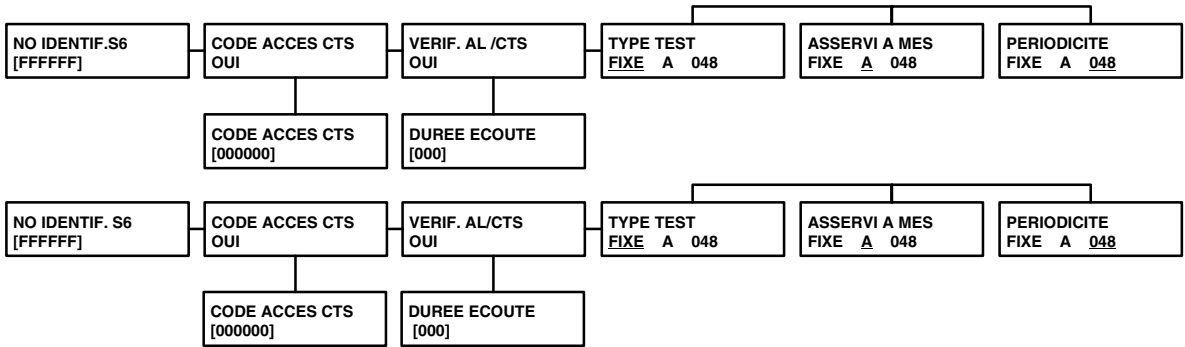 NO IDENTIF.S6
[FFFFFF]
CODE ACCES CTS
OUI
VERIF. AL /CTS
OUI
TYPE TEST
FIXE A 048
ASSERVI A MES
FIXE A 048
PERIODICITE
FIXE A 048
CODE ACCES CTS
[000000]
DUREE ECOUTE
[000]
NO IDENTIF. S6
[FFFFFF]
CODE ACCES CTS
OUI
VERIF. AL/CTS
OUI
TYPE TEST
FIXE A 048
ASSERVI A MES
FIXE A 048
PERIODICITE
FIXE A 048
CODE ACCES CTS
[000000]
DUREE ECOUTE
[000]